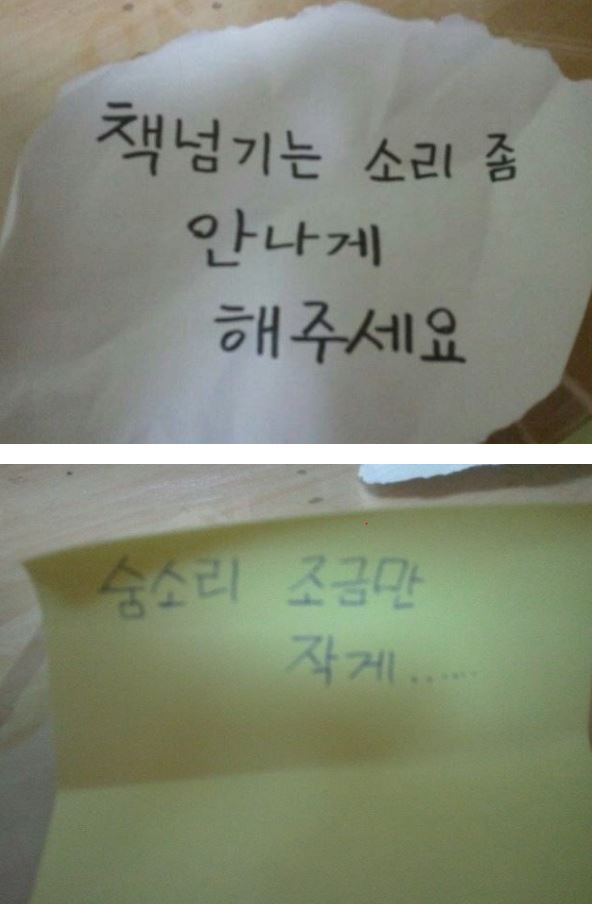 책넘기는 소리 좀
안나게
해주세요
숨소리 조금만
작게......